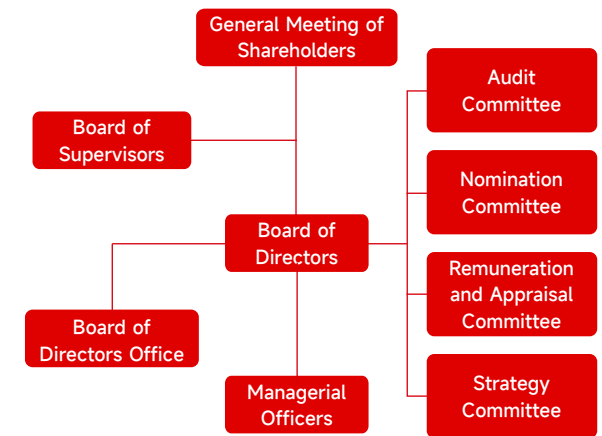 General Meeting of
Shareholders
Audit
Committee
Board of
Supervisors
Nomination
Committee
Board of
Directors
Remuneration
and Appraisal
Committee
Board of
Directors Office
Managerial
Officers
Strategy
Committee